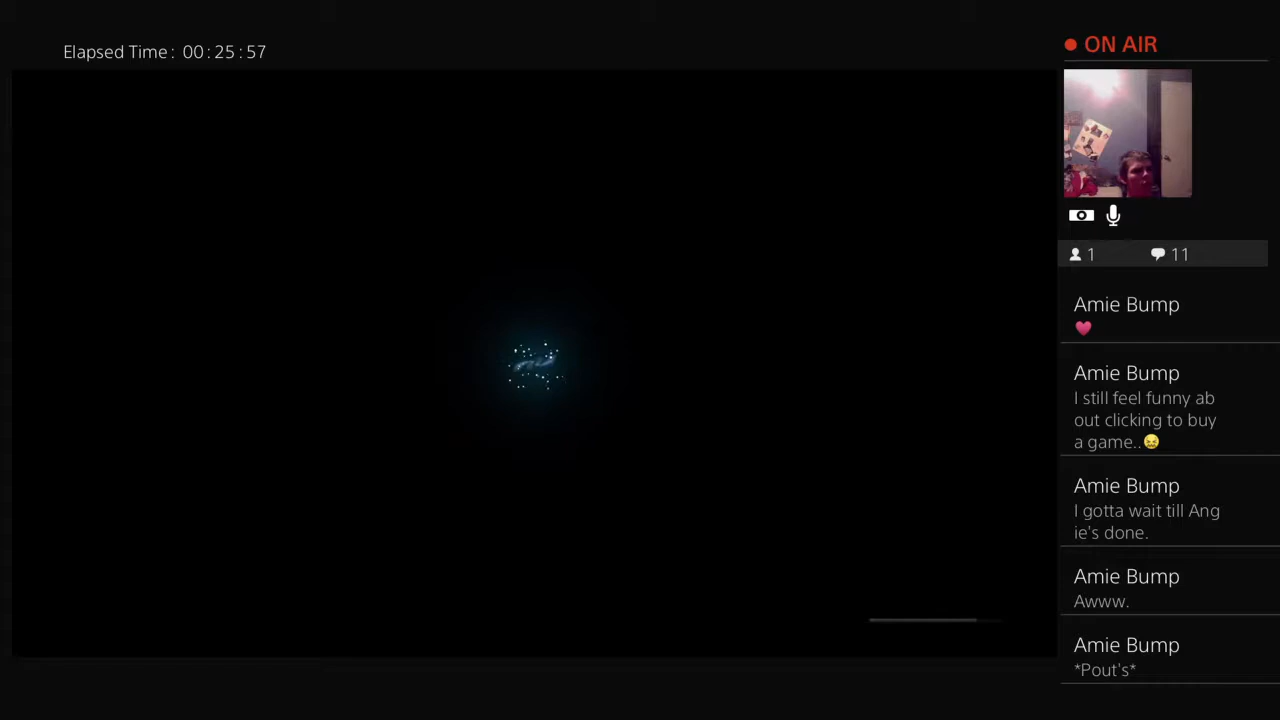 Elapsed Time: 00:25:57
ON AIR
1
11
Amie Bump
♥
Amie Bump
I still feel funny ab
out clicking to buy
a game..😖
Amie Bump
I gotta wait till Ang
ie's done.
Amie Bump
Awww.
Amie Bump
*Pout's*